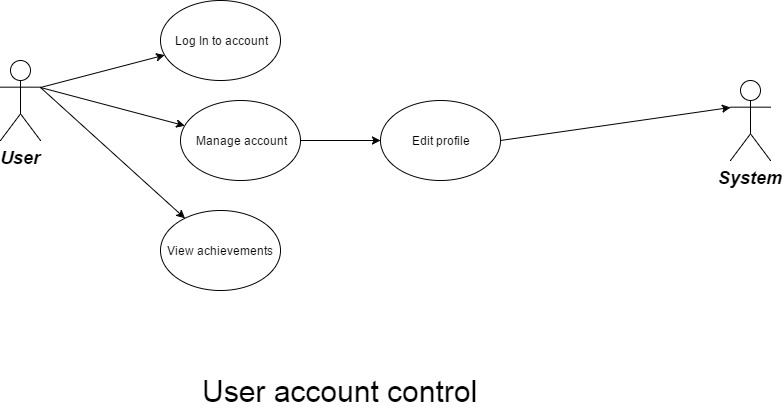 Log In to account
User
Manage account
Edit profile
System
View achievements
User account control